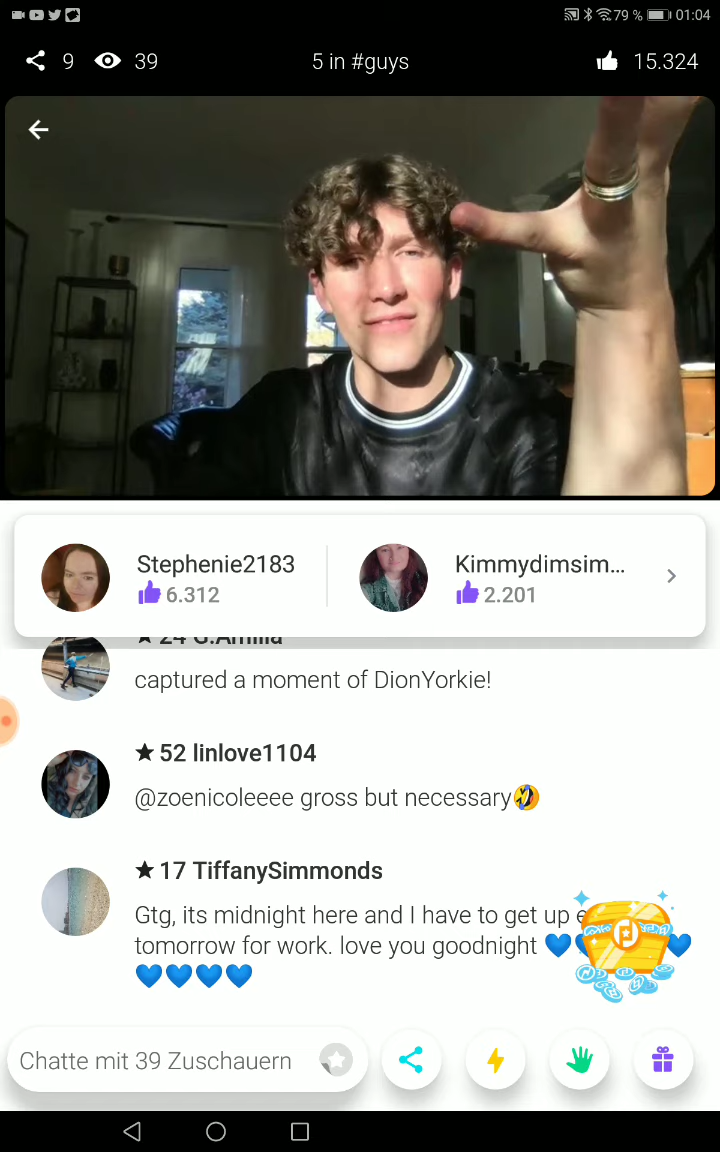 79 % 01:04
9 39 5 in #guys 15.324
Stephenie2183 Kimmydimsim...
6.312 2.201
24 G.Amilia
captured a moment of DionYorkie!
★ 52 linlove1104
@zoenicoleeee gross but necessary🤣
★ 17 TiffanySimmonds
Gtg, its midnight here and I have to get up
tomorrow for work. love you goodnight 💙💙
💙💙💙💙
Chatte mit 39 Zuschauern